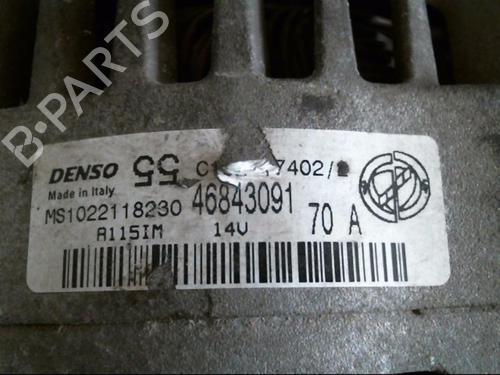 B-PARTS
DENSO 55
Made in Italy
MS1022118230 46843091
A115IM 14V 70 A